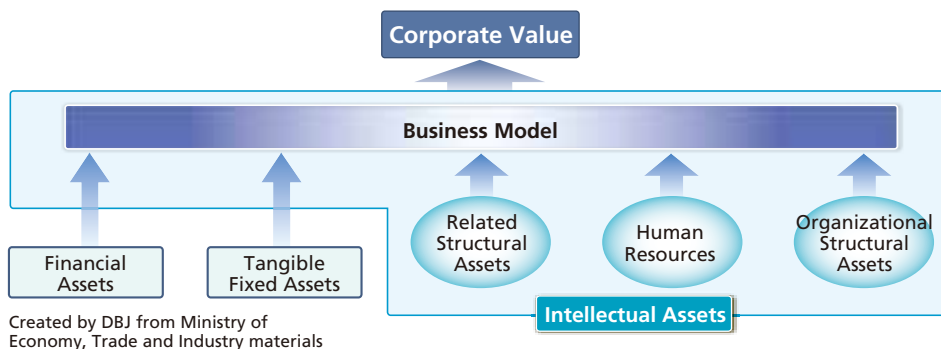 Corporate Value
Business Model
Financial
Assets
Tangible
Fixed Assets
Related
Structural
Assets
Human
Resources
Organizational
Structural
Assets
Intellectual Assets
Created by DBJ from Ministry of
Economy, Trade and Industry materials